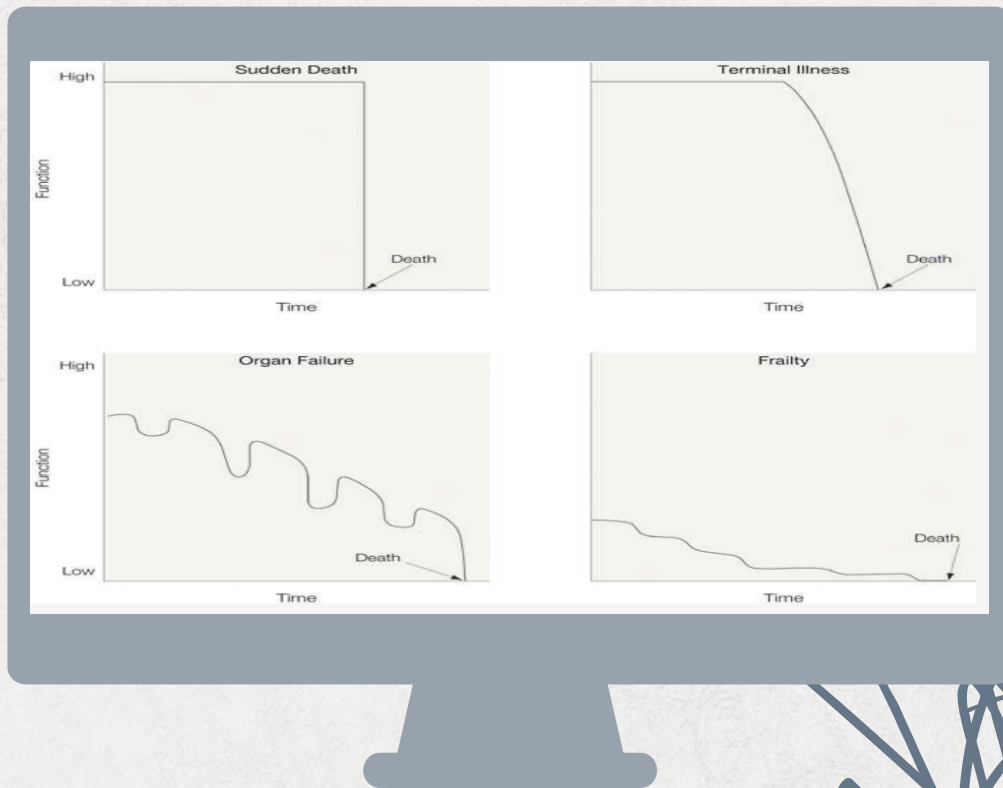 Sudden Death
High
Function
Low
Death
Time
Terminal Illness
Death
Time
Organ Failure
High
Function
Low
Death
Time
Frailty
Death
Time